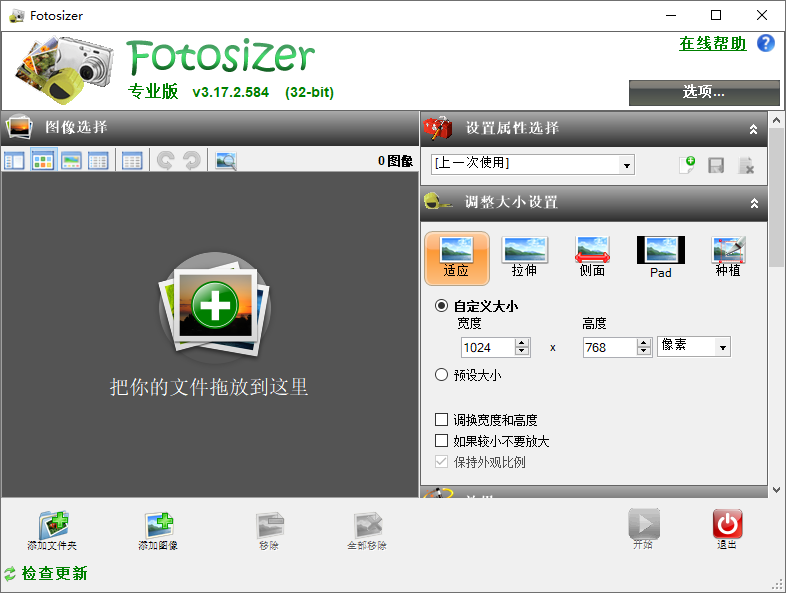 Fotosizer
Fotosizer
专业版 v3.17.2.584 (32-bit)
在线帮助
选项...
图像选择
0 图像
把你的文件拖放到这里
设置属性选择
[上一次使用]
调整大小设置
适应 拉伸 侧面 Pad 种植
自定义大小
宽度 高度
1024 x 768 像素
预设大小
调换宽度和高度
如果较小不要放大
保持外观比例
添加文件夹 添加图像 移除 全部移除 开始 退出
检查更新